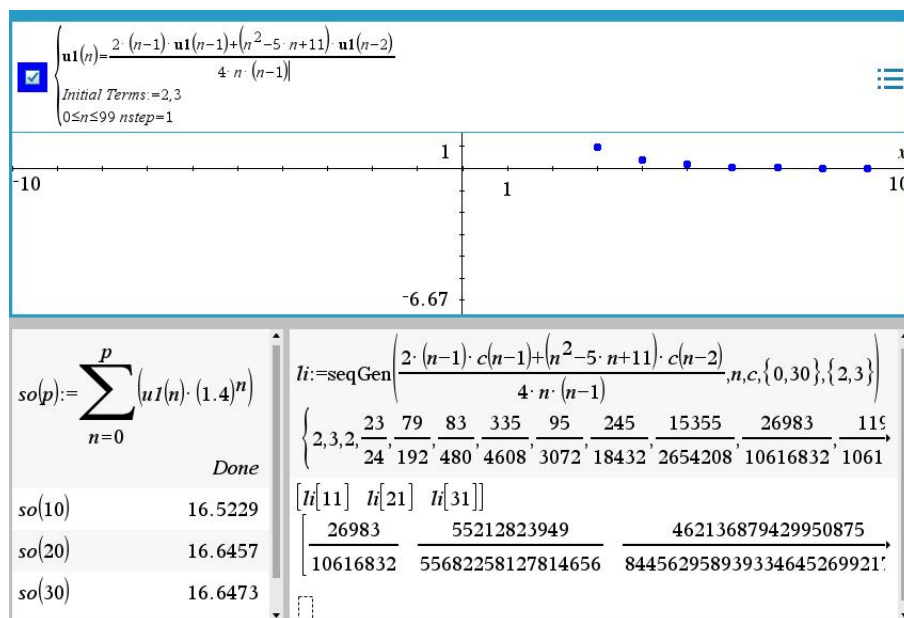 u1(n)=2·(n−1)·u1(n−1)+(n²−5·n+11)·u1(n−2)
4·n·(n−1)
Initial Terms:=2,3
0≤n≤99 nstep=1
1
x
-10
1
10
-6.67
so(p):=∑(u1(n)·(1.4)ⁿ)
p
n=0
Done
so(10) 16.5229
so(20) 16.6457
so(30) 16.6473
li:=seqGen(2·(n−1)·c(n−1)+(n²−5·n+11)·c(n−2)/4·n·(n−1),n,c,{0,30},{2,3})
{2,3,2,23/24,79/192,83/480,335/4608,95/3072,245/18432,15355/2654208,26983/10616832,119/1061
[li[11] li[21] li[31]]
[26983/10616832 55212823949/55682258127814656 462136879429950875/